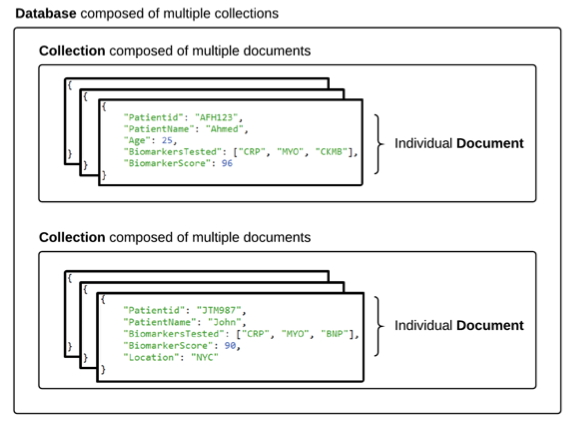 Database composed of multiple collections
Collection composed of multiple documents
{
{
{
"Patientid": "AFH123",
"PatientName": "Ahmed",
"Age": 25,
"BiomarkersTested": ["CRP", "MYO", "CKMB"],
"BiomarkerScore": 96
}
}
}
Individual Document
Collection composed of multiple documents
{
{
{
"Patientid": "JTM987",
"PatientName": "John",
"BiomarkersTested": ["CRP", "MYO", "BNP"],
"BiomarkerScore": 90,
"Location": "NYC"
}
}
}
Individual Document